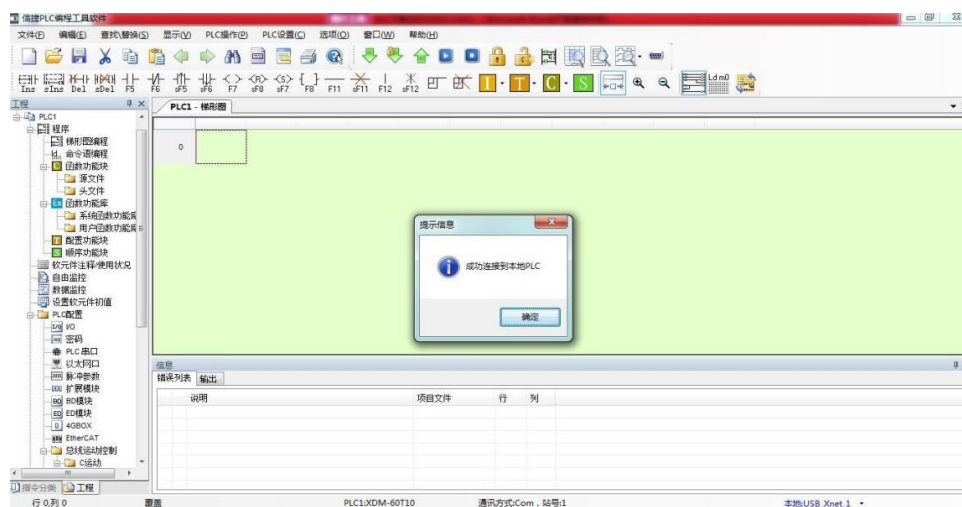 信捷PLC编程工具软件
文件(F) 编辑(E) 查找\替换(S) 显示(V) PLC操作(P) PLC设置(C) 选项(O) 窗口(W) 帮助(H)
Ins sIns Del sDel F5 F6 sF5 sF6 F7 sF8 sF7 F8 F11 sF11 F12 sF12 I T C S Ld m0
工程
PLC1 - 梯形图
PLC1
程序
梯形图编程
命令语编程
函数功能块
源文件
头文件
函数功能库
系统函数功能库
用户函数功能库
配置功能块
顺序功能块
软元件注释/使用状况
自由监控
数据监控
设置软元件初值
PLC配置
I/O
密码
PLC串口
以太网口
脉冲参数
扩展模块
BD模块
ED模块
4GBOX
EtherCAT
总线运动控制
C运动
指令分类 工程
0
提示信息
成功连接到本地PLC
确定
信息
错误列表 输出
说明 项目文件 行 列
行 0,列 0 覆盖 PLC1:XDM-60T10 通讯方式:Com，站号:1 本地:USB_Xnet_1